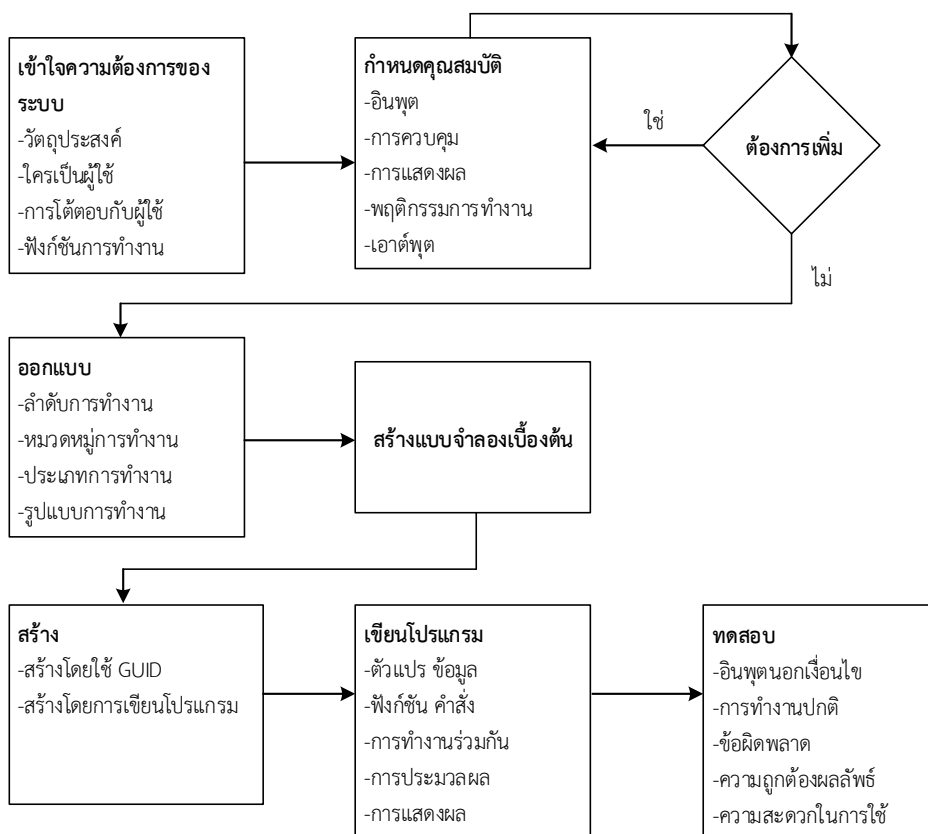 เข้าใจความต้องการของ
ระบบ
-วัตถุประสงค์
-ใครเป็นผู้ใช้
-การโต้ตอบกับผู้ใช้
-ฟังก์ชันการทำงาน
กำหนดคุณสมบัติ
-อินพุต
-การควบคุม
-การแสดงผล
-พฤติกรรมการทำงาน
-เอาต์พุต
ใช่
ต้องการเพิ่ม
ไม่
ออกแบบ
-ลำดับการทำงาน
-หมวดหมู่การทำงาน
-ประเภทการทำงาน
-รูปแบบการทำงาน
สร้างแบบจำลองเบื้องต้น
สร้าง
-สร้างโดยใช้ GUID
-สร้างโดยการเขียนโปรแกรม
เขียนโปรแกรม
-ตัวแปร ข้อมูล
-ฟังก์ชัน คำสั่ง
-การทำงานร่วมกัน
-การประมวลผล
-การแสดงผล
ทดสอบ
-อินพุตนอกเงื่อนไข
-การทำงานปกติ
-ข้อผิดพลาด
-ความถูกต้องผลลัพธ์
-ความสะดวกในการใช้